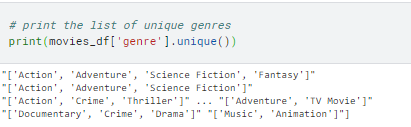 # print the list of unique genres
print(movies_df['genre'].unique())
"['Action', 'Adventure', 'Science Fiction', 'Fantasy']"
"['Action', 'Adventure', 'Science Fiction']"
"['Action', 'Crime', 'Thriller']" ... "['Adventure', 'TV Movie']"
"['Documentary', 'Crime', 'Drama']" "['Music', 'Animation']"]